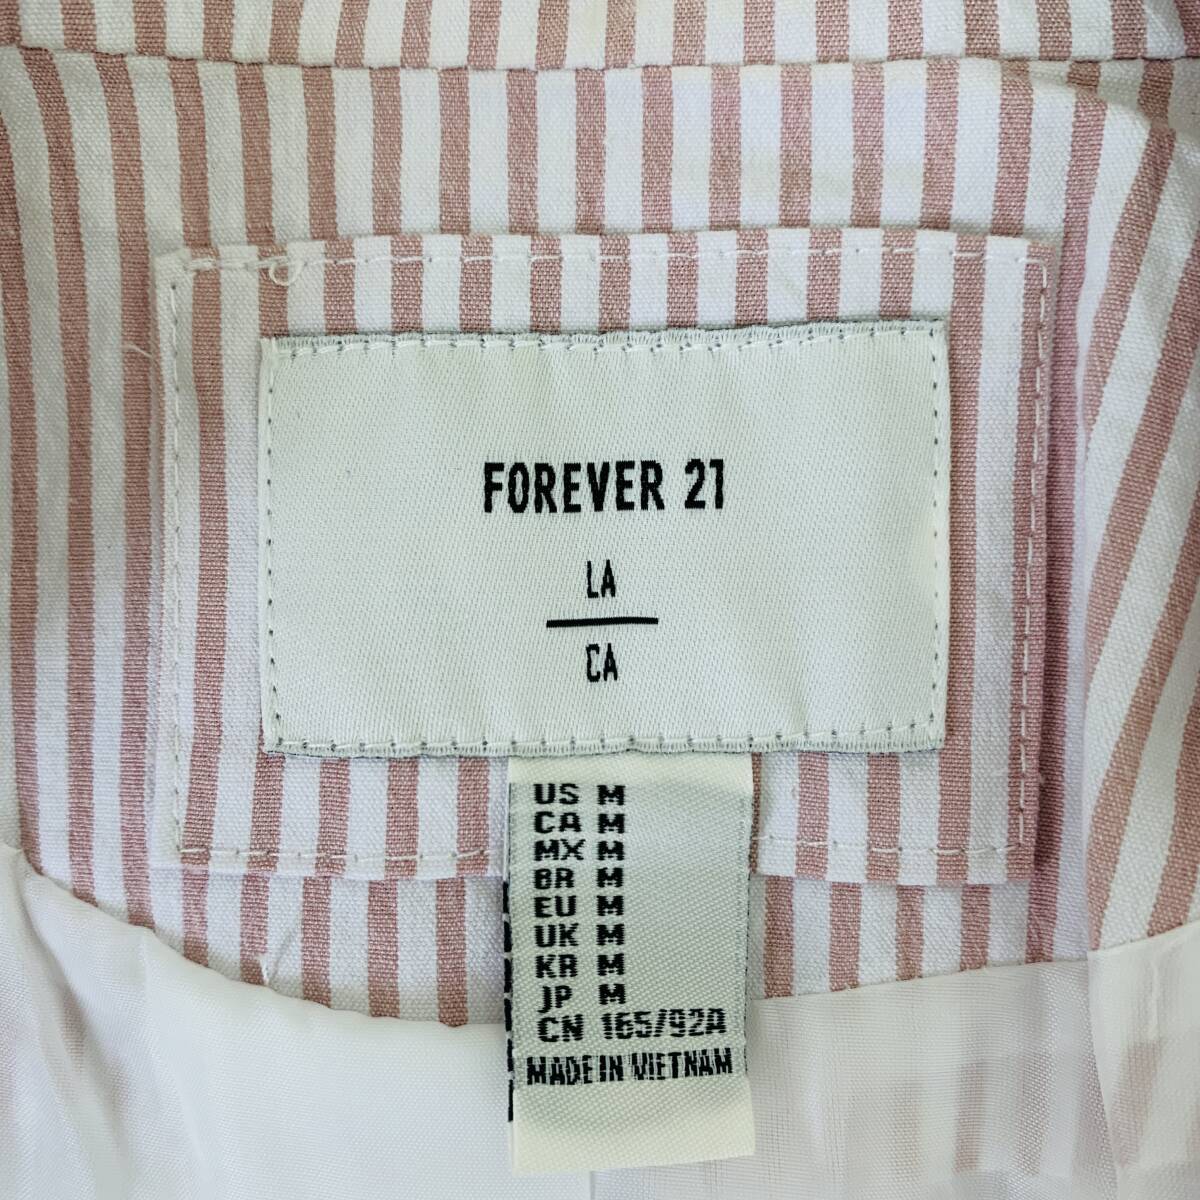 FOREVER 21
LA
CA
US M
CA M
MX M
BR M
EU M
UK M
KR M
JP M
CN 165/92A
MADE IN VIETNAM